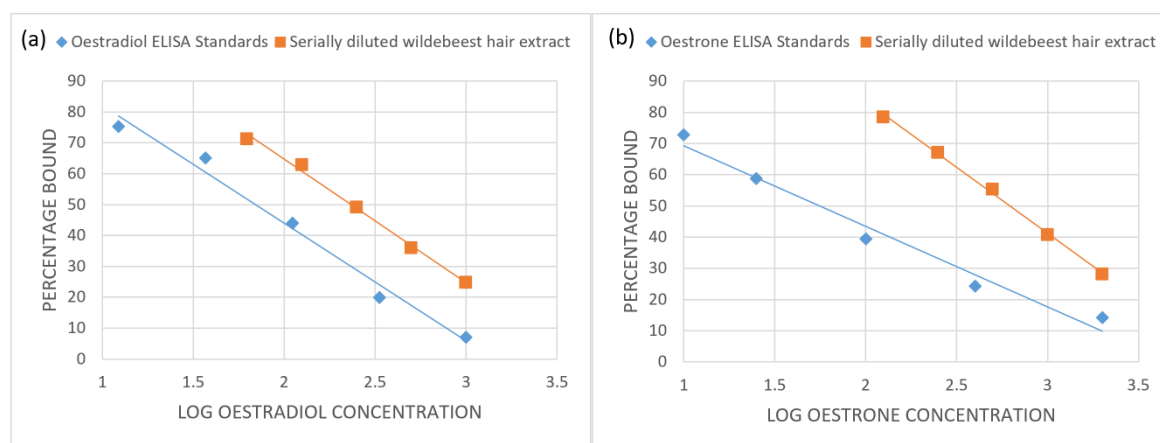 (a) Oestradiol ELISA Standards Serially diluted wildebeest hair extract
90
80
70
60
50
40
30
20
10
0
PERCENTAGE BOUND
1 1.5 2 2.5 3 3.5
LOG OESTRADIOL CONCENTRATION
(b) Oestrone ELISA Standards Serially diluted wildebeest hair extract
90
80
70
60
50
40
30
20
10
0
PERCENTAGE BOUND
1 1.5 2 2.5 3 3.5
LOG OESTRONE CONCENTRATION